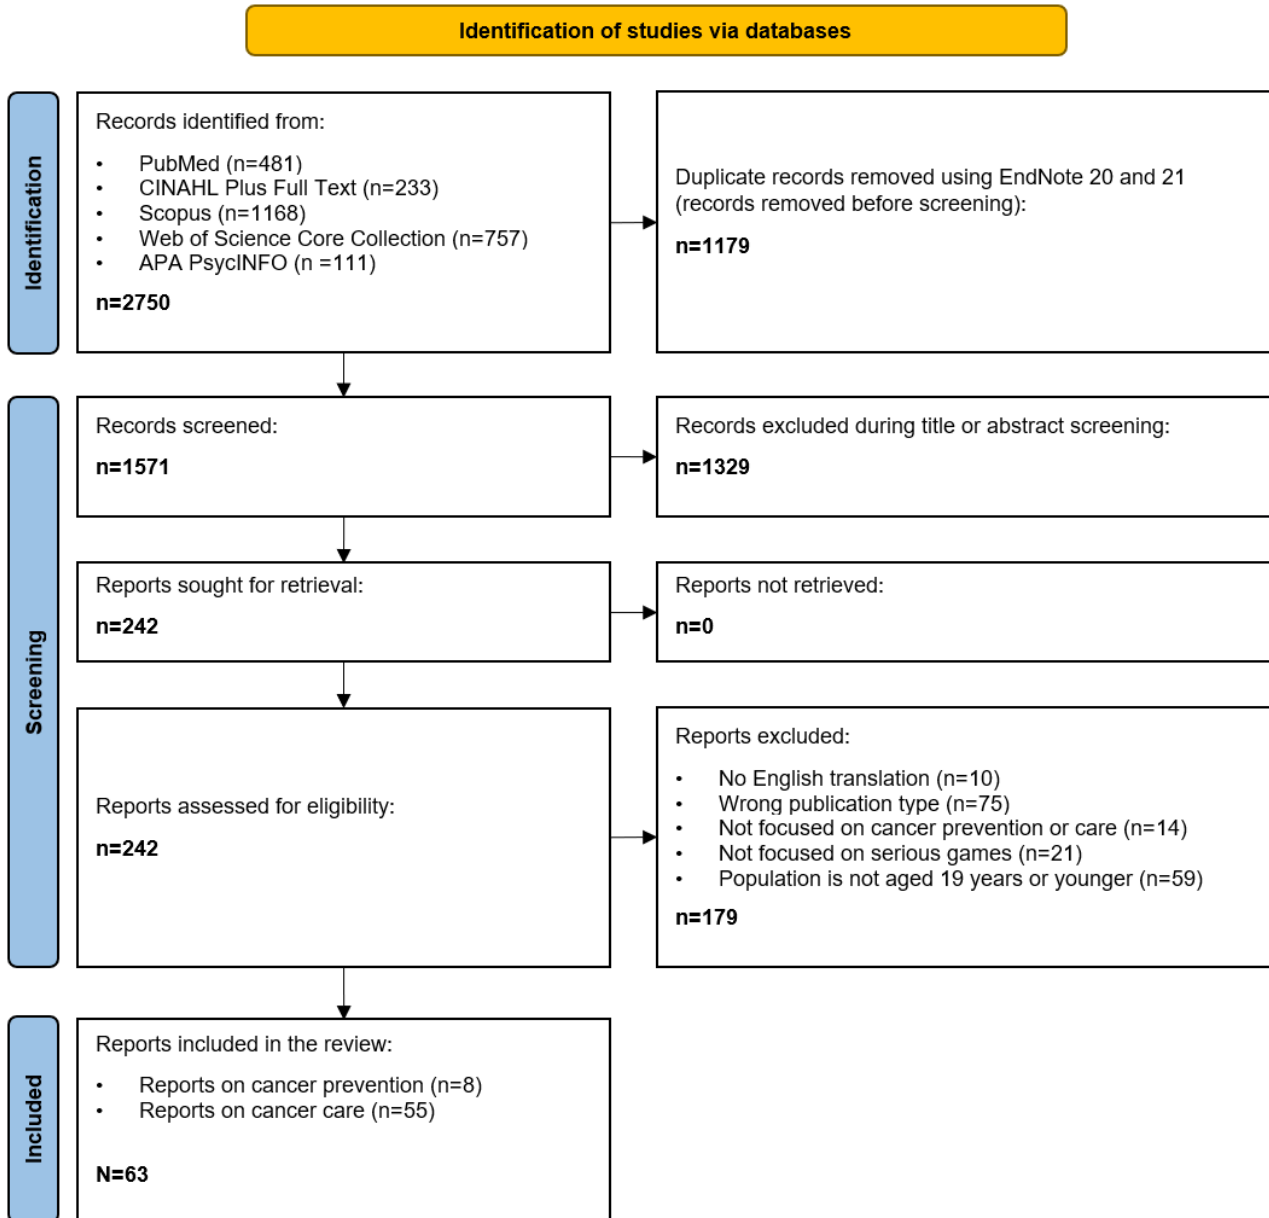 Identification of studies via databases
Identification
Records identified from:
• PubMed (n=481)
• CINAHL Plus Full Text (n=233)
• Scopus (n=1168)
• Web of Science Core Collection (n=757)
• APA PsycINFO (n =111)
n=2750
Duplicate records removed using EndNote 20 and 21
(records removed before screening):
n=1179
Screening
Records screened:
n=1571
Records excluded during title or abstract screening:
n=1329
Reports sought for retrieval:
n=242
Reports not retrieved:
n=0
Reports assessed for eligibility:
n=242
Reports excluded:
• No English translation (n=10)
• Wrong publication type (n=75)
• Not focused on cancer prevention or care (n=14)
• Not focused on serious games (n=21)
• Population is not aged 19 years or younger (n=59)
n=179
Included
Reports included in the review:
• Reports on cancer prevention (n=8)
• Reports on cancer care (n=55)
N=63